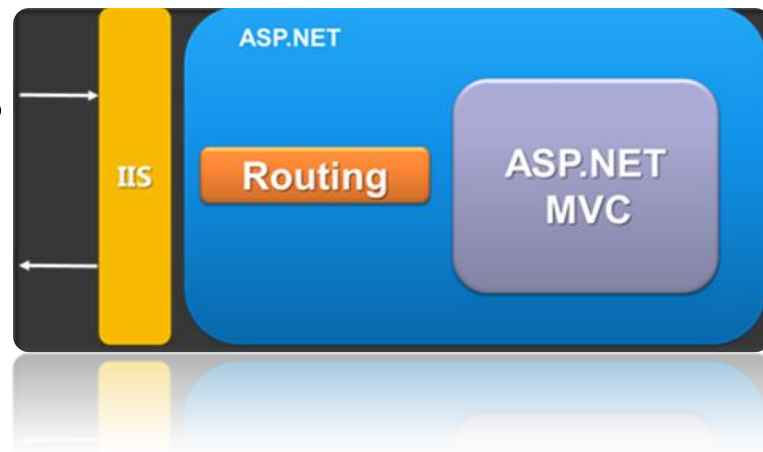 ASP.NET
IIS
Routing
ASP.NET
MVC